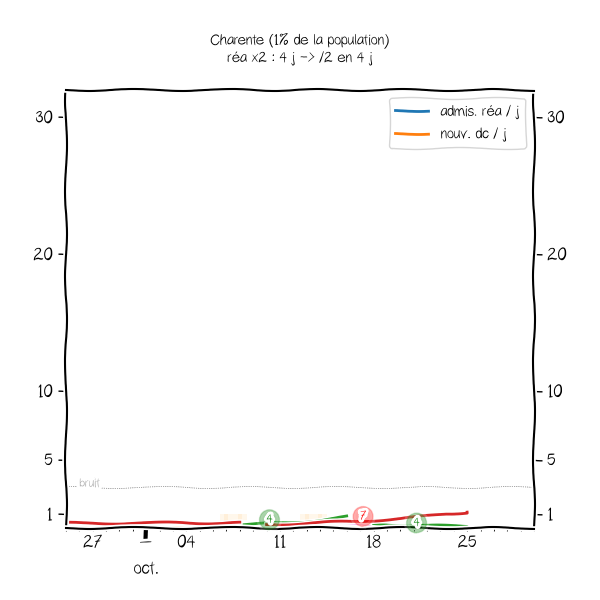 Charente (1% de la population)
réa x2 : 4 j -> /2 en 4 j
30 30
admis. réa / j
nouv. dc / j
20 20
10 10
5 5
bruit
1 4 7 4 1
27 04 11 18 25
oct.